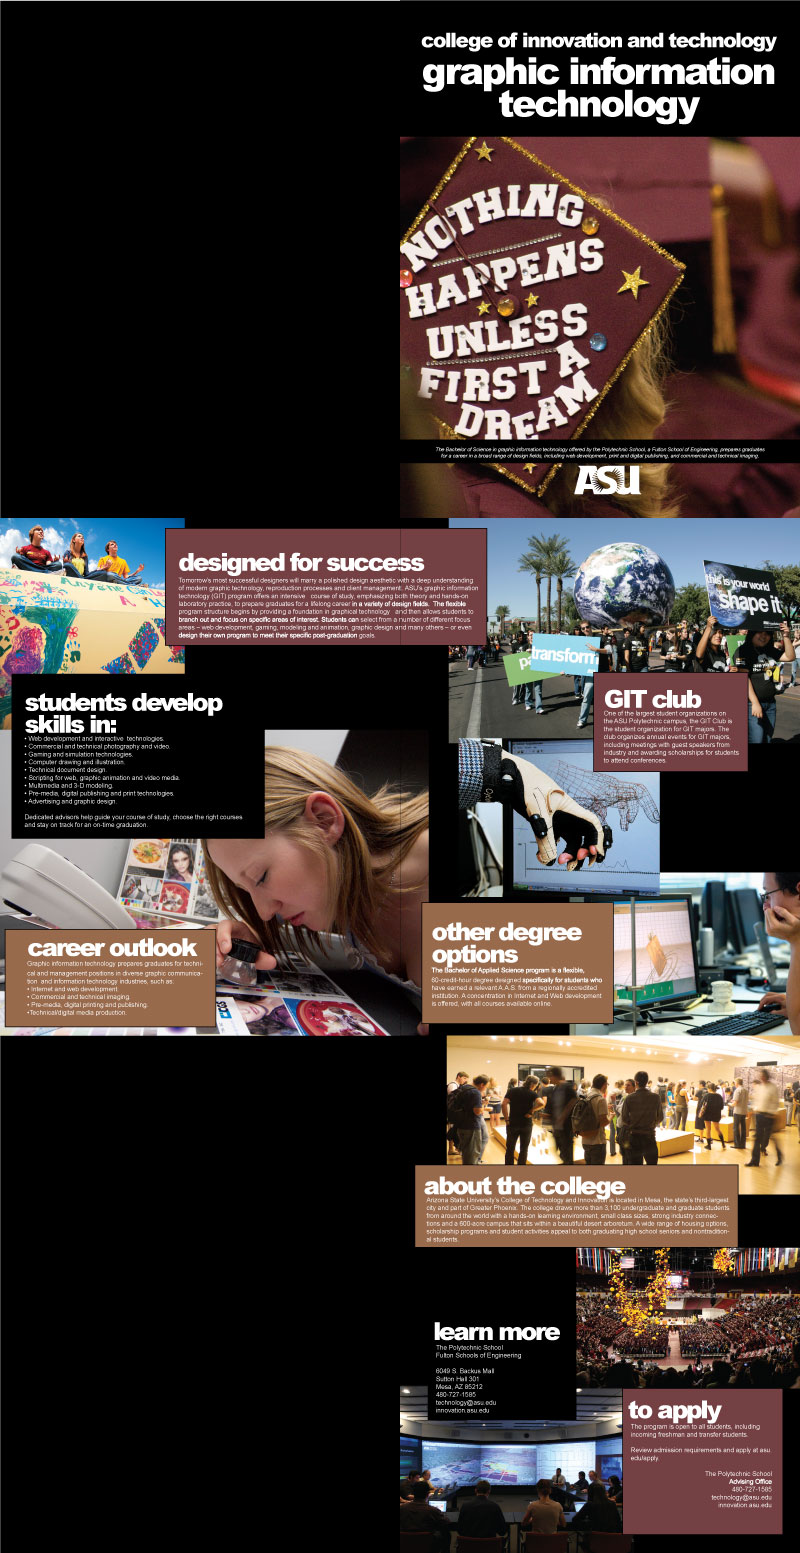 college of innovation and technology
graphic information
technology
NOTHING
HAPPENS
UNLESS
FIRST A
DREAM
The Bachelor of Science in graphic information technology offered by the Polytechnic School, a Fulton School of Engineering, prepares graduates
for a career in a broad range of design fields, including web development, print and digital publishing, and commercial and technical imaging.
ASU
designed for success
Tomorrow's most successful designers will marry a polished design aesthetic with a deep understanding
of modern graphic technology, reproduction processes and client management. ASU's graphic information
technology (GIT) program offers an intensive course of study, emphasizing both theory and hands-on
laboratory practice, to prepare graduates for a lifelong career in a variety of design fields. The flexible
program structure begins by providing a foundation in graphical technology and then allows students to
branch out and focus on specific areas of interest. Students can select from a number of different focus
areas – web development, gaming, modeling and animation, graphic design and many others – or even
design their own program to meet their specific post-graduation goals.
this is your world
shape it
transform
students develop
skills in:
• Web development and interactive technologies.
• Commercial and technical photography and video.
• Gaming and simulation technologies.
• Computer drawing and illustration.
• Technical document design.
• Scripting for web, graphic animation and video media.
• Multimedia and 3-D modeling.
• Pre-media, digital publishing and print technologies.
• Advertising and graphic design.
Dedicated advisors help guide your course of study, choose the right courses
and stay on track for an on-time graduation.
GIT club
One of the largest student organizations on
the ASU Polytechnic campus, the GIT Club is
the student organization for GIT majors. The
club organizes annual events for GIT majors,
including meetings with guest speakers from
industry and awarding scholarships for students
to attend conferences.
career outlook
Graphic information technology prepares graduates for techni-
cal and management positions in diverse graphic communica-
tion and information technology industries, such as:
• Internet and web development.
• Commercial and technical imaging.
• Pre-media, digital printing and publishing.
•Technical/digital media production.
other degree
options
The Bachelor of Applied Science program is a flexible,
60-credit-hour degree designed specifically for students who
have earned a relevant A.A.S. from a regionally accredited
institution. A concentration in Internet and Web development
is offered, with all courses available online.
about the college
Arizona State University's College of Technology and Innovation is located in Mesa, the state's third-largest
city and part of Greater Phoenix. The college draws more than 3,100 undergraduate and graduate students
from around the world with a hands-on learning environment, small class sizes, strong industry connec-
tions and a 600-acre campus that sits within a beautiful desert arboretum. A wide range of housing options,
scholarship programs and student activities appeal to both graduating high school seniors and nontradition-
al students.
learn more
The Polytechnic School
Fulton Schools of Engineering
6049 S. Backus Mall
Sutton Hall 301
Mesa, AZ 85212
480-727-1585
technology@asu.edu
innovation.asu.edu
to apply
The program is open to all students, including
incoming freshman and transfer students.
Review admission requirements and apply at asu.
edu/apply.
The Polytechnic School
Advising Office
480-727-1585
technology@asu.edu
innovation.asu.edu